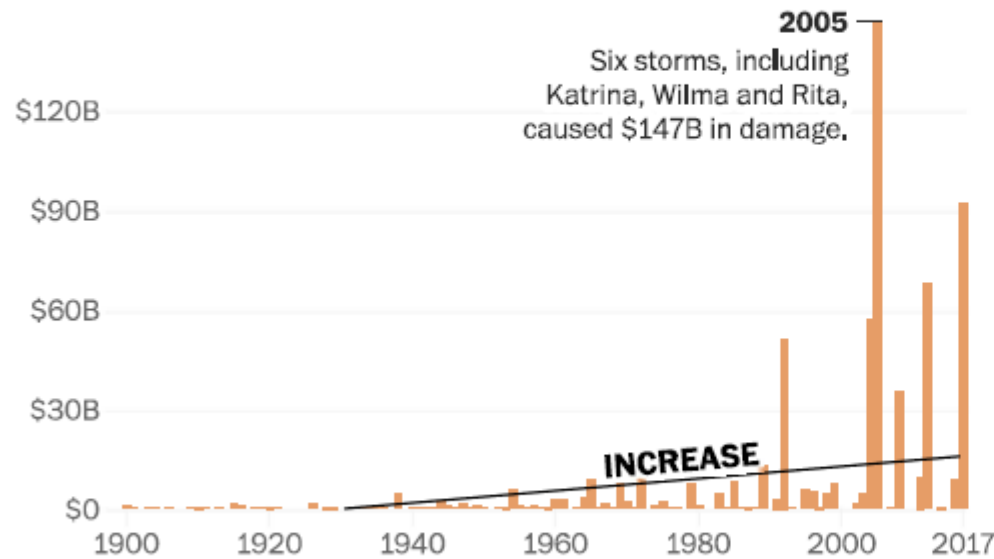 2005
Six storms, including
Katrina, Wilma and Rita,
caused $147B in damage.
$120B
$90B
$60B
$30B
INCREASE
$0
1900 1920 1940 1960 1980 2000 2017